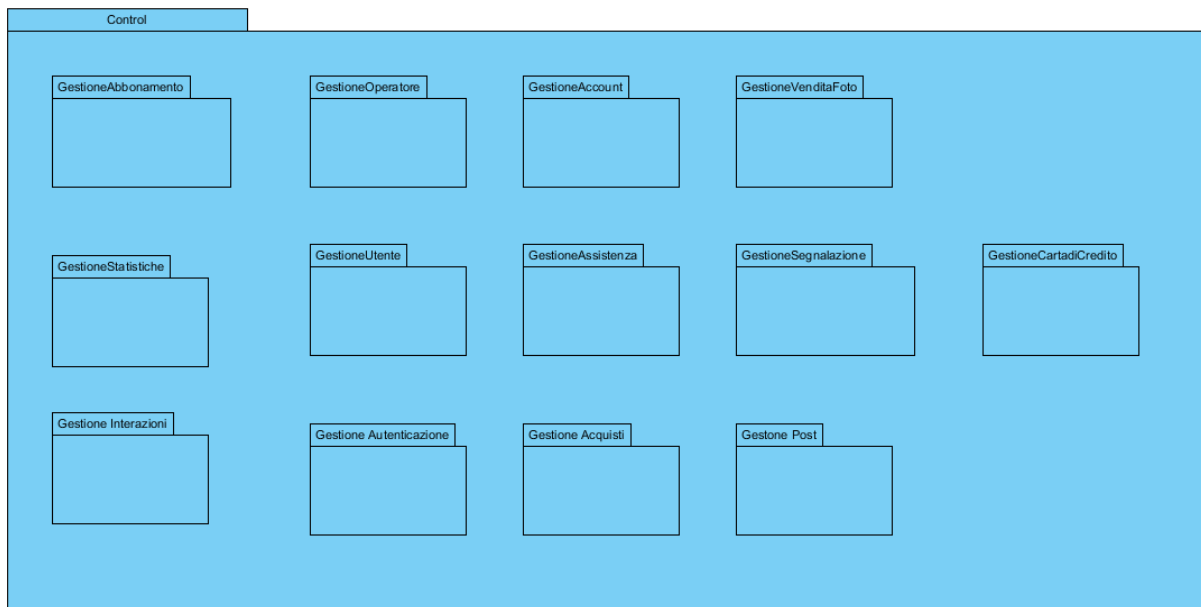 Control
GestioneAbbonamento
GestioneOperatore
GestioneAccount
GestioneVenditaFoto
GestioneStatistiche
GestioneUtente
GestioneAssistenza
GestioneSegnalazione
GestioneCartadiCredito
Gestione Interazioni
Gestione Autenticazione
Gestione Acquisti
Gestone Post